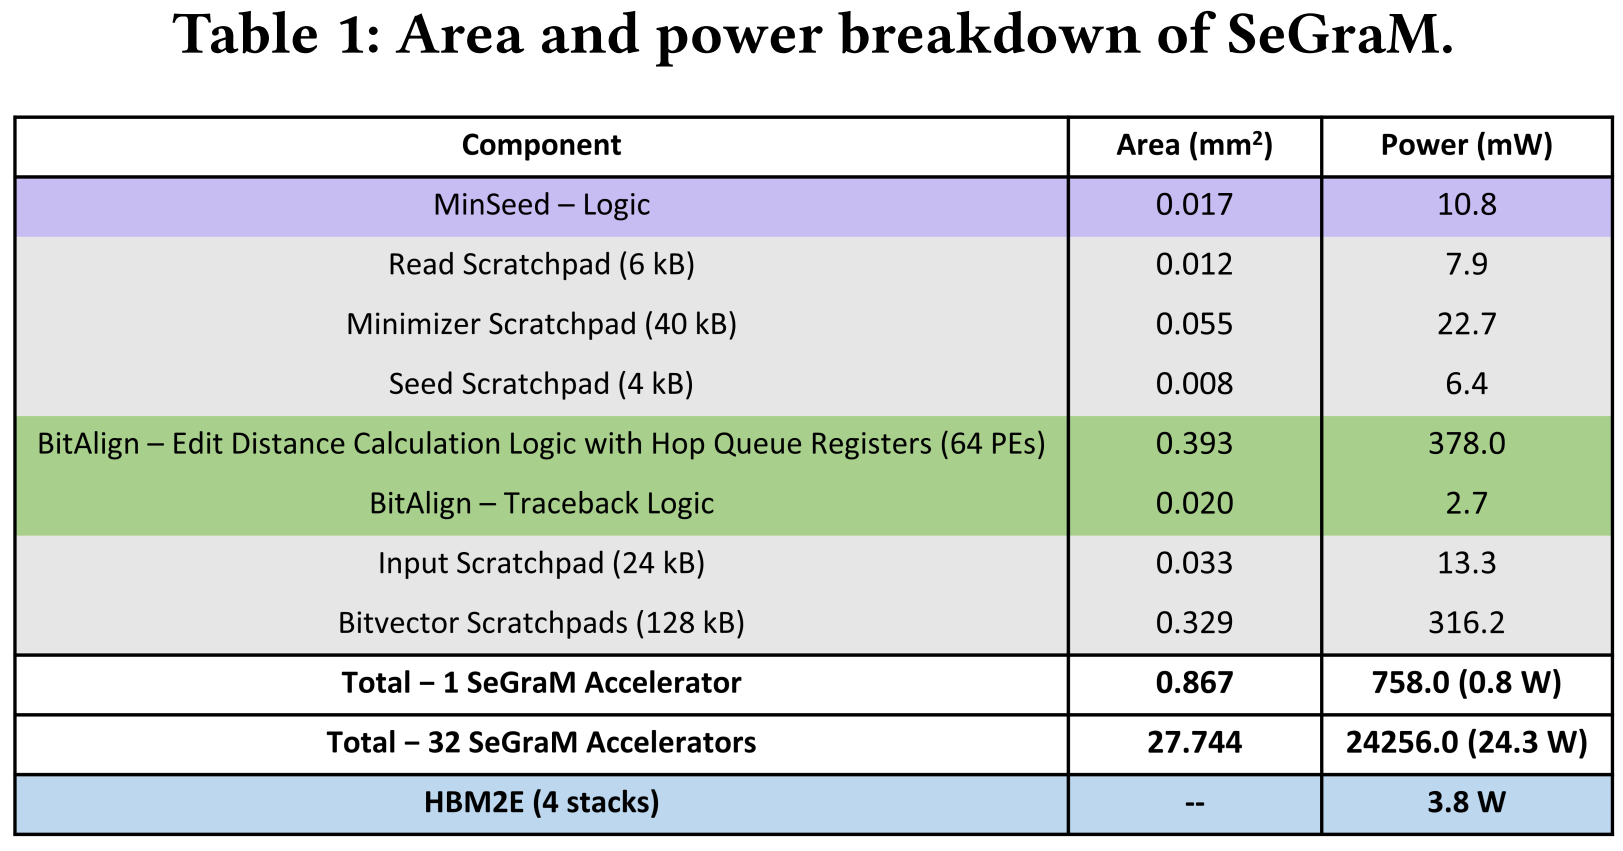 Table 1: Area and power breakdown of SeGraM.
Component Area (mm²) Power (mW)
MinSeed – Logic 0.017 10.8
Read Scratchpad (6 kB) 0.012 7.9
Minimizer Scratchpad (40 kB) 0.055 22.7
Seed Scratchpad (4 kB) 0.008 6.4
BitAlign – Edit Distance Calculation Logic with Hop Queue Registers (64 PEs) 0.393 378.0
BitAlign – Traceback Logic 0.020 2.7
Input Scratchpad (24 kB) 0.033 13.3
Bitvector Scratchpads (128 kB) 0.329 316.2
Total – 1 SeGraM Accelerator 0.867 758.0 (0.8 W)
Total – 32 SeGraM Accelerators 27.744 24256.0 (24.3 W)
HBM2E (4 stacks) -- 3.8 W